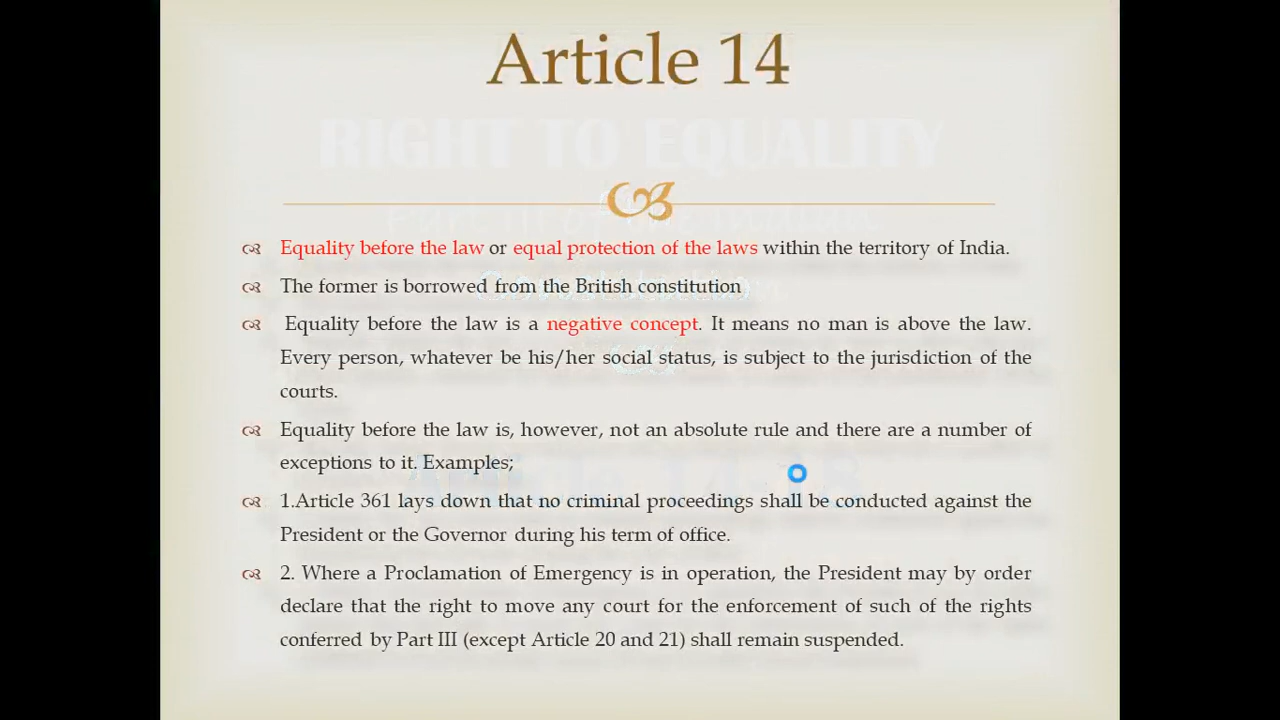 Article 14
RIGHT TO EQUALITY
Equality before the law or equal protection of the laws within the territory of India.
The former is borrowed from the British constitution
Equality before the law is a negative concept. It means no man is above the law.
Every person, whatever be his/her social status, is subject to the jurisdiction of the
courts.
Equality before the law is, however, not an absolute rule and there are a number of
exceptions to it. Examples;
1.Article 361 lays down that no criminal proceedings shall be conducted against the
President or the Governor during his term of office.
2. Where a Proclamation of Emergency is in operation, the President may by order
declare that the right to move any court for the enforcement of such of the rights
conferred by Part III (except Article 20 and 21) shall remain suspended.